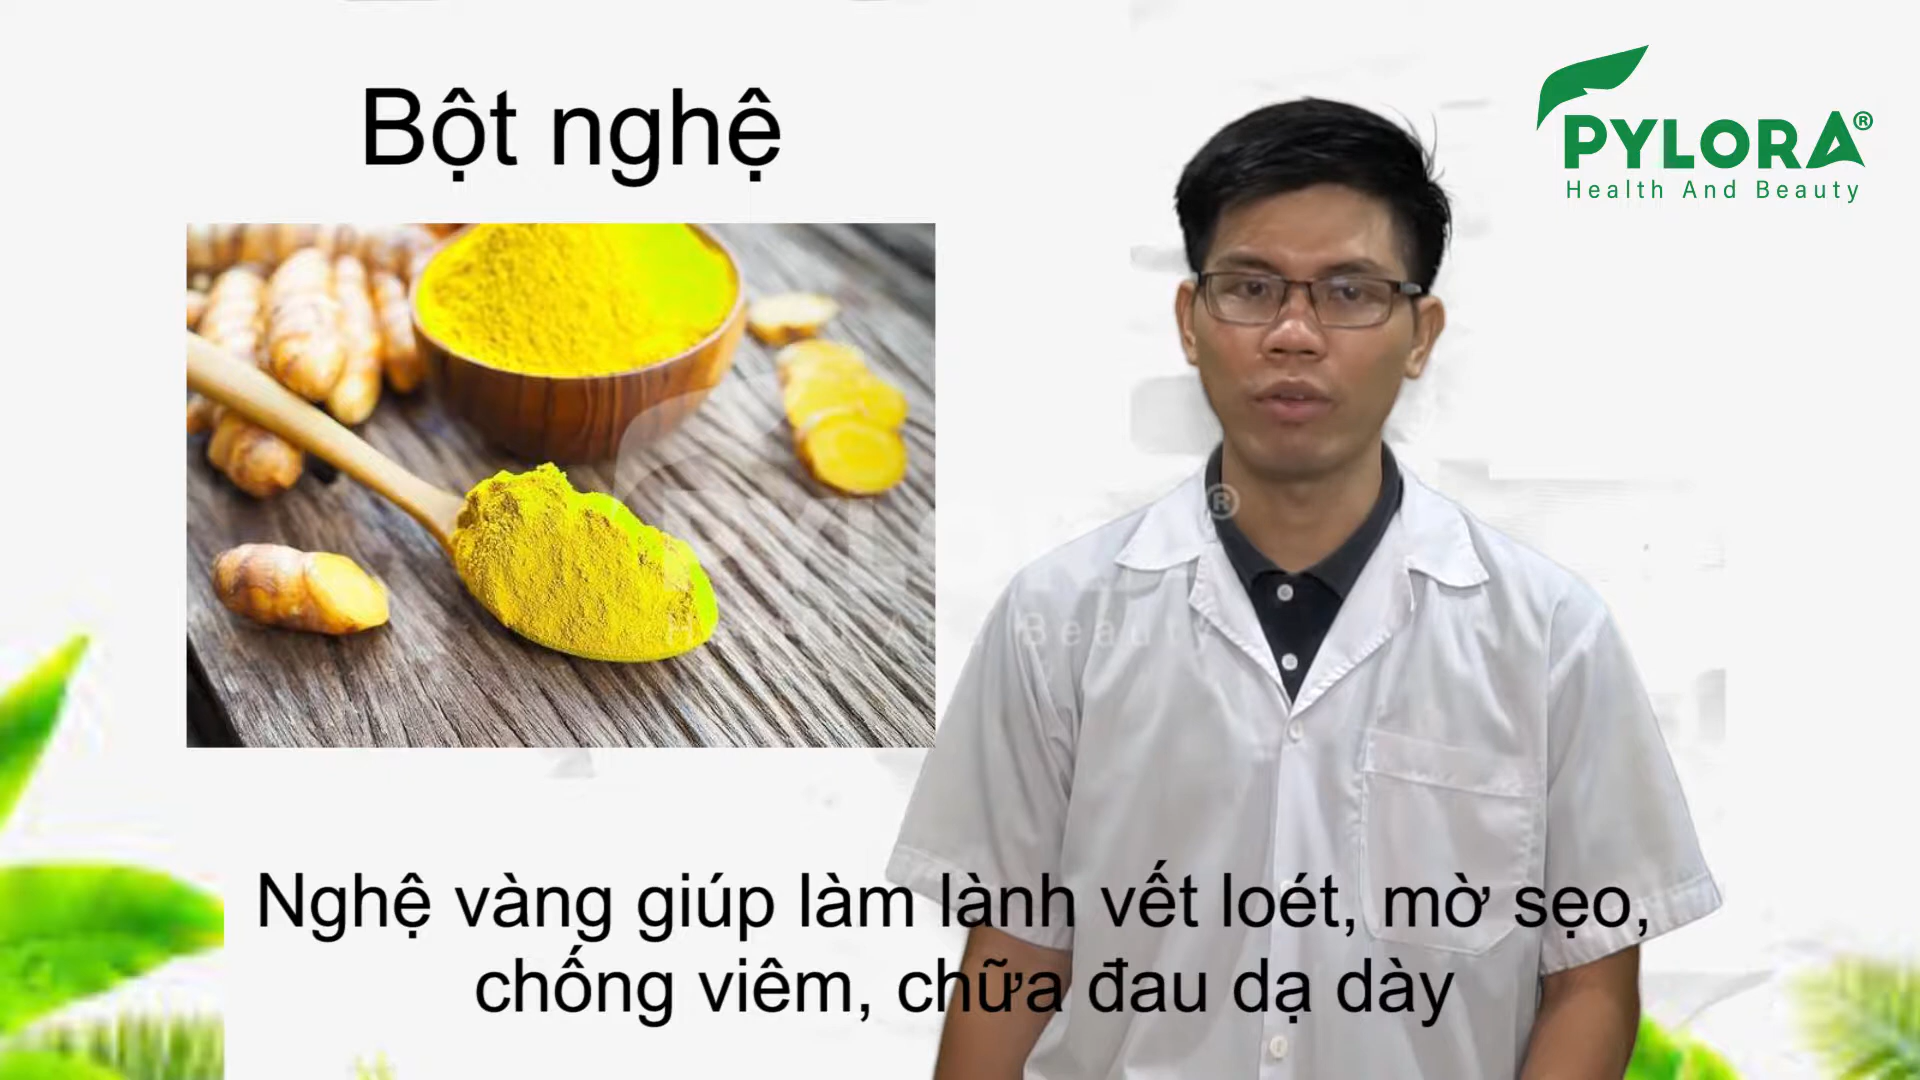 Bột nghệ
PYLORA®
Health And Beauty
®
Beauty
Nghệ vàng giúp làm lành vết loét, mờ sẹo,
chống viêm, chữa đau dạ dày